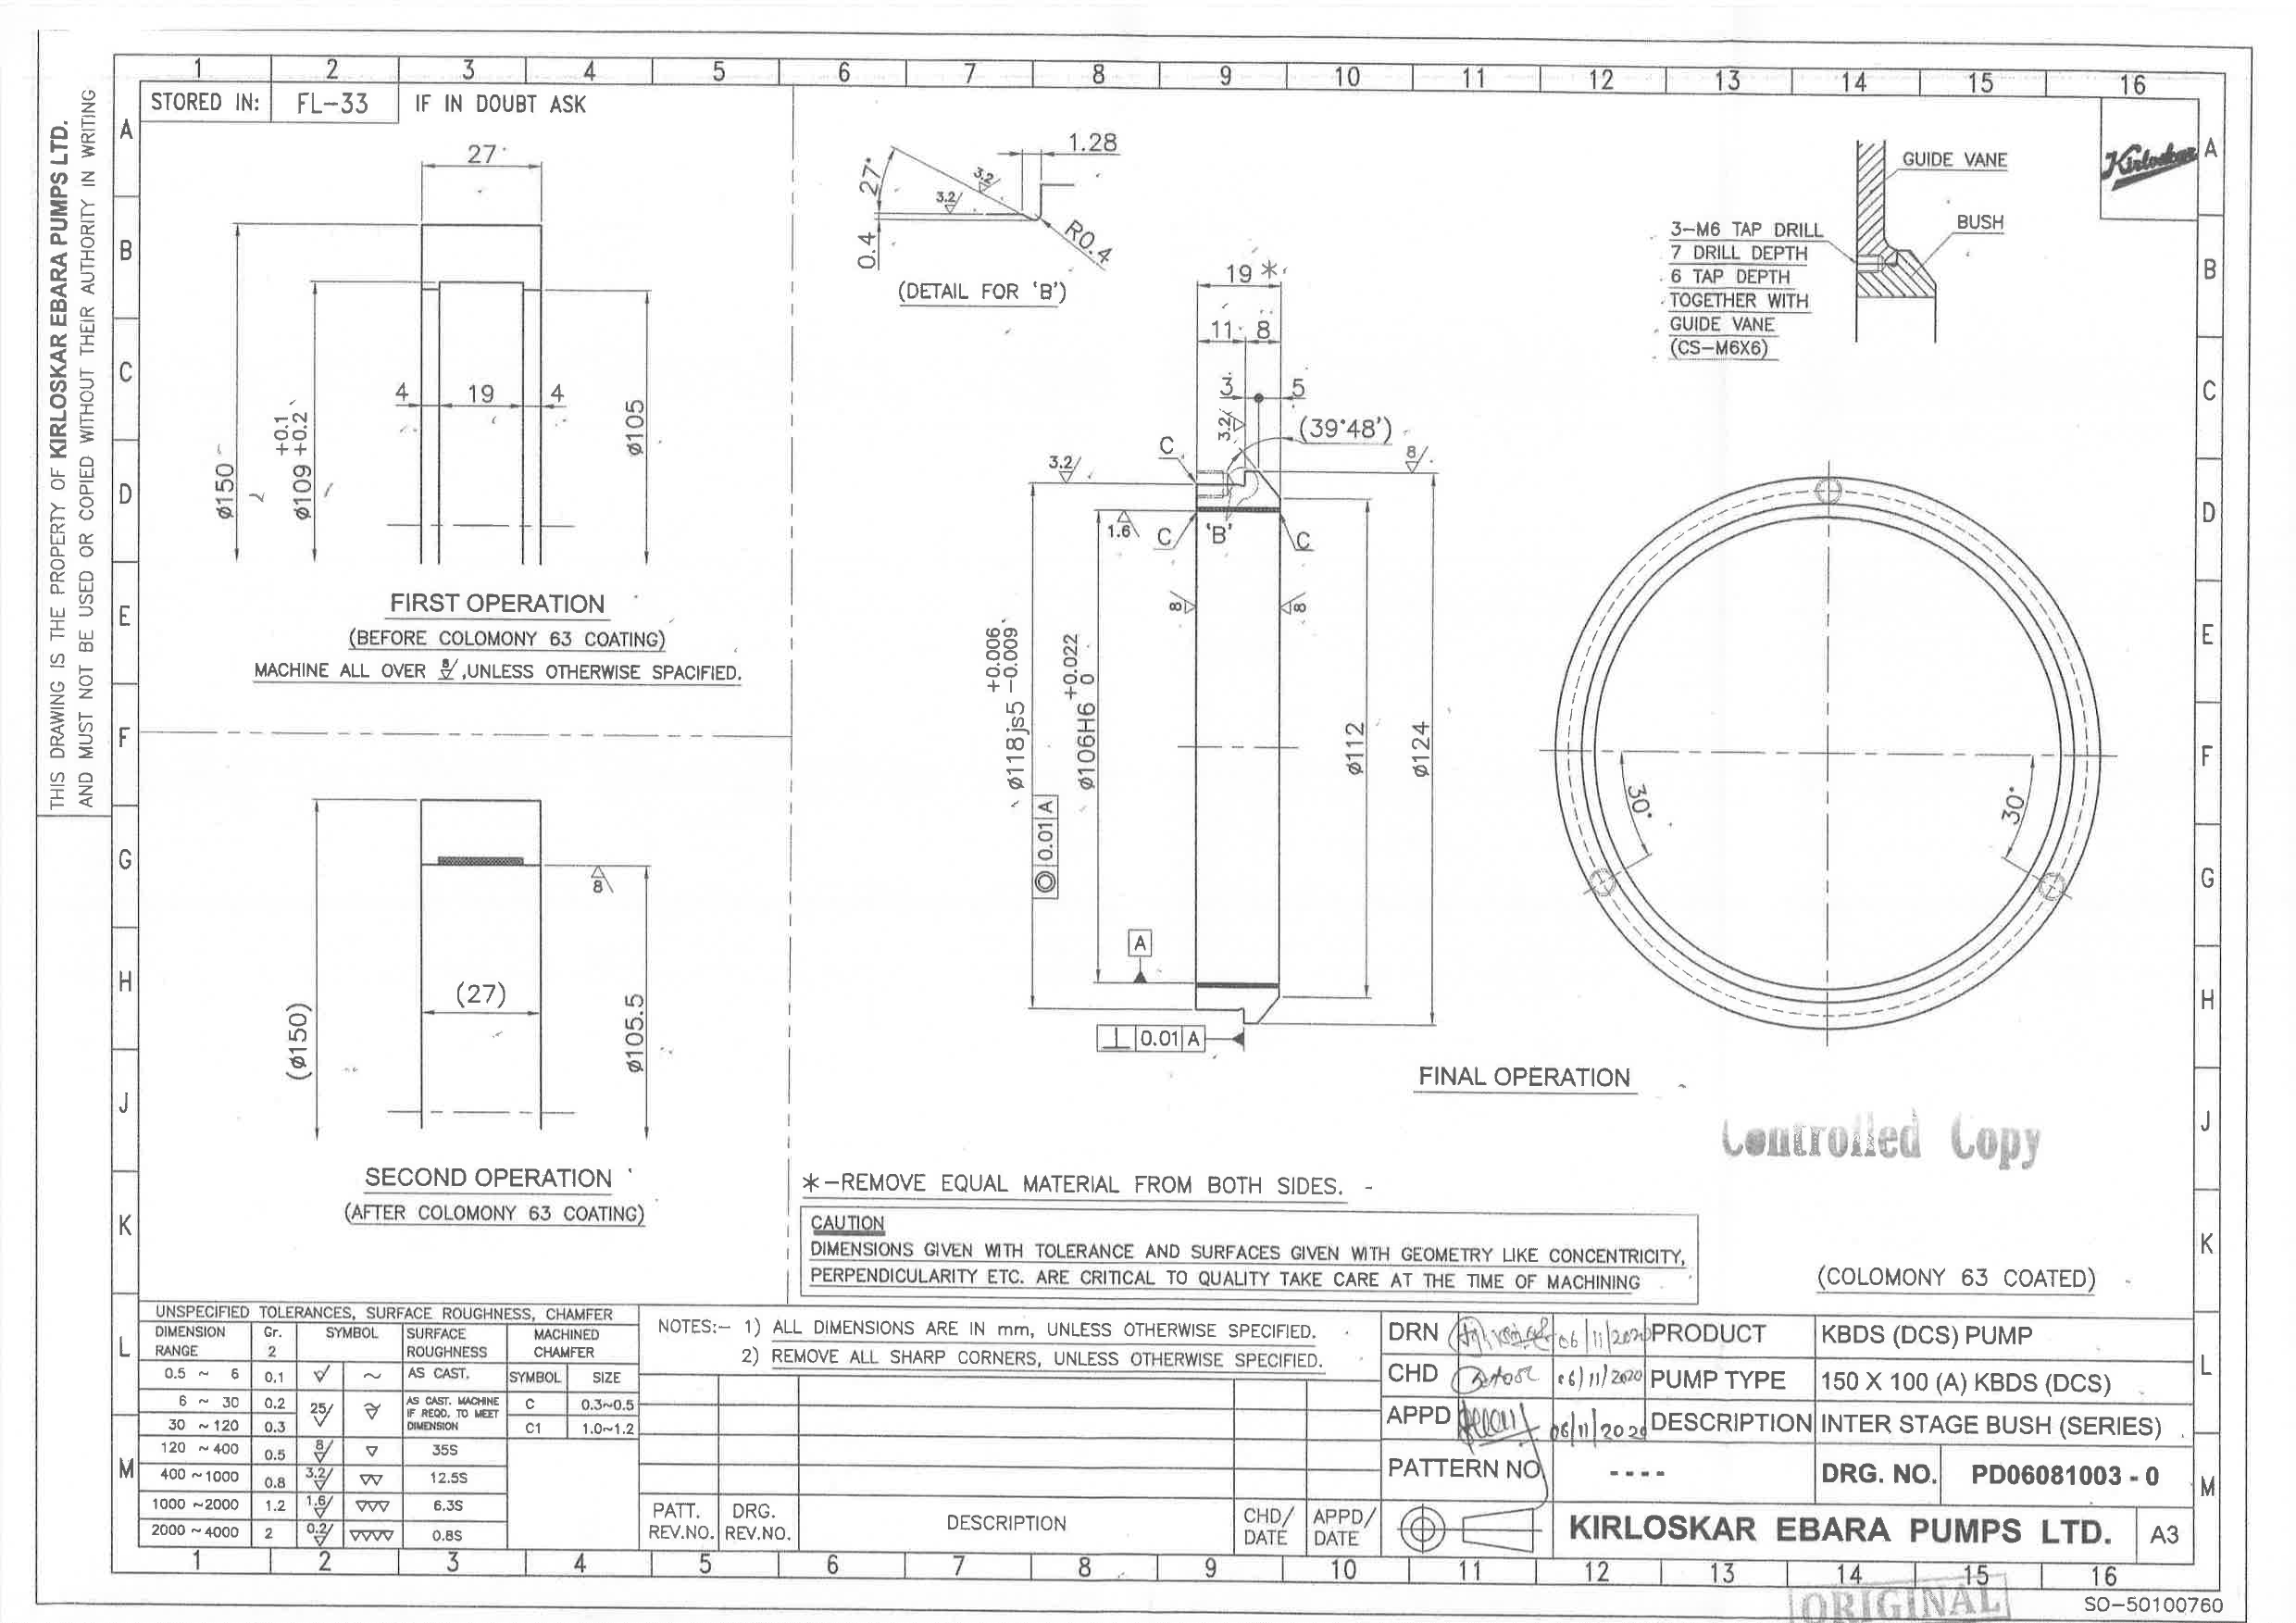 THIS DRAWING IS THE PROPERTY OF KIRLOSKAR EBARA PUMPS LTD.
AND MUST NOT BE USED OR COPIED WITHOUT THEIR AUTHORITY IN WRITING
1 2 3 4 5 6 7 8 9 10 11 12 13 14 15 16
A
B
C
D
E
F
G
H
J
K
L
M
STORED IN: FL-33 IF IN DOUBT ASK
27
4 19 4
ø150
ø109 +0.1 +0.2
ø105
FIRST OPERATION
(BEFORE COLOMONY 63 COATING)
MACHINE ALL OVER 8/ ,UNLESS OTHERWISE SPACIFIED.
8
(27)
(ø150)
ø105.5
SECOND OPERATION
(AFTER COLOMONY 63 COATING)
1.28
27°
3.2
3.2
0.4
R0.4
(DETAIL FOR 'B')
19 *
11 8
3 5
3.2
(39°48')
C
3.2
8
1.6
C 'B' C
8 8
ø118js5 +0.006 -0.009
ø106H6 +0.022 +0
ø112
ø124
◎ 0.01 A
A
⊥ 0.01 A
FINAL OPERATION
GUIDE VANE
BUSH
3-M6 TAP DRILL
7 DRILL DEPTH
6 TAP DEPTH
TOGETHER WITH
GUIDE VANE
(CS-M6X6)
Kirloskar
A
B
C
D
E
F
G
H
J
K
L
M
30° 30°
Controlled Copy
*-REMOVE EQUAL MATERIAL FROM BOTH SIDES.
CAUTION
DIMENSIONS GIVEN WITH TOLERANCE AND SURFACES GIVEN WITH GEOMETRY LIKE CONCENTRICITY,
PERPENDICULARITY ETC. ARE CRITICAL TO QUALITY TAKE CARE AT THE TIME OF MACHINING
(COLOMONY 63 COATED)
UNSPECIFIED TOLERANCES, SURFACE ROUGHNESS, CHAMFER
DIMENSION RANGE Gr. 2 SYMBOL SURFACE ROUGHNESS MACHINED CHAMFER
0.5 ~ 6 0.1 ~ AS CAST. SYMBOL SIZE
6 ~ 30 0.2 25 AS CAST. MACHINE IF REQD. TO MEET DIMENSION C 0.3~0.5
30 ~ 120 0.3 C1 1.0~1.2
120 ~ 400 0.5 8 ▽ 35S
400 ~ 1000 0.8 3.2 ▽▽ 12.5S
1000 ~2000 1.2 1.6 ▽▽▽ 6.3S
2000 ~ 4000 2 0.2 ▽▽▽▽ 0.8S
NOTES:- 1) ALL DIMENSIONS ARE IN mm, UNLESS OTHERWISE SPECIFIED.
2) REMOVE ALL SHARP CORNERS, UNLESS OTHERWISE SPECIFIED.
PATT. REV.NO. DRG. REV.NO. DESCRIPTION CHD/ DATE APPD/ DATE
DRN 06/11/2020 PRODUCT KBDS (DCS) PUMP
CHD 06/11/2020 PUMP TYPE 150 X 100 (A) KBDS (DCS)
APPD 06/11/2020 DESCRIPTION INTER STAGE BUSH (SERIES)
PATTERN NO ---- DRG. NO. PD06081003 - 0
KIRLOSKAR EBARA PUMPS LTD. A3
1 2 3 4 5 6 7 8 9 10 11 12 13 14 15 16
ORIGINAL
SO-50100760